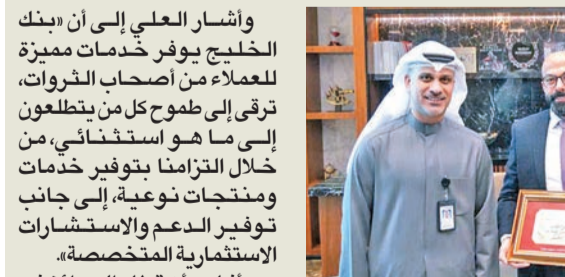 وأشار العلي إلى أن «بنك
الخليج يوفر خدمات مميزة
للعملاء من أصحاب الثروات،
ترقى إلى طموح كل من يتطلعون
إلى ما هو استثنائي، من
خلال التزامنا بتوفير خدمات
ومنتجات نوعية، إلى جانب
توفير الدعم والاستشارات
الاستثمارية المتخصصة».